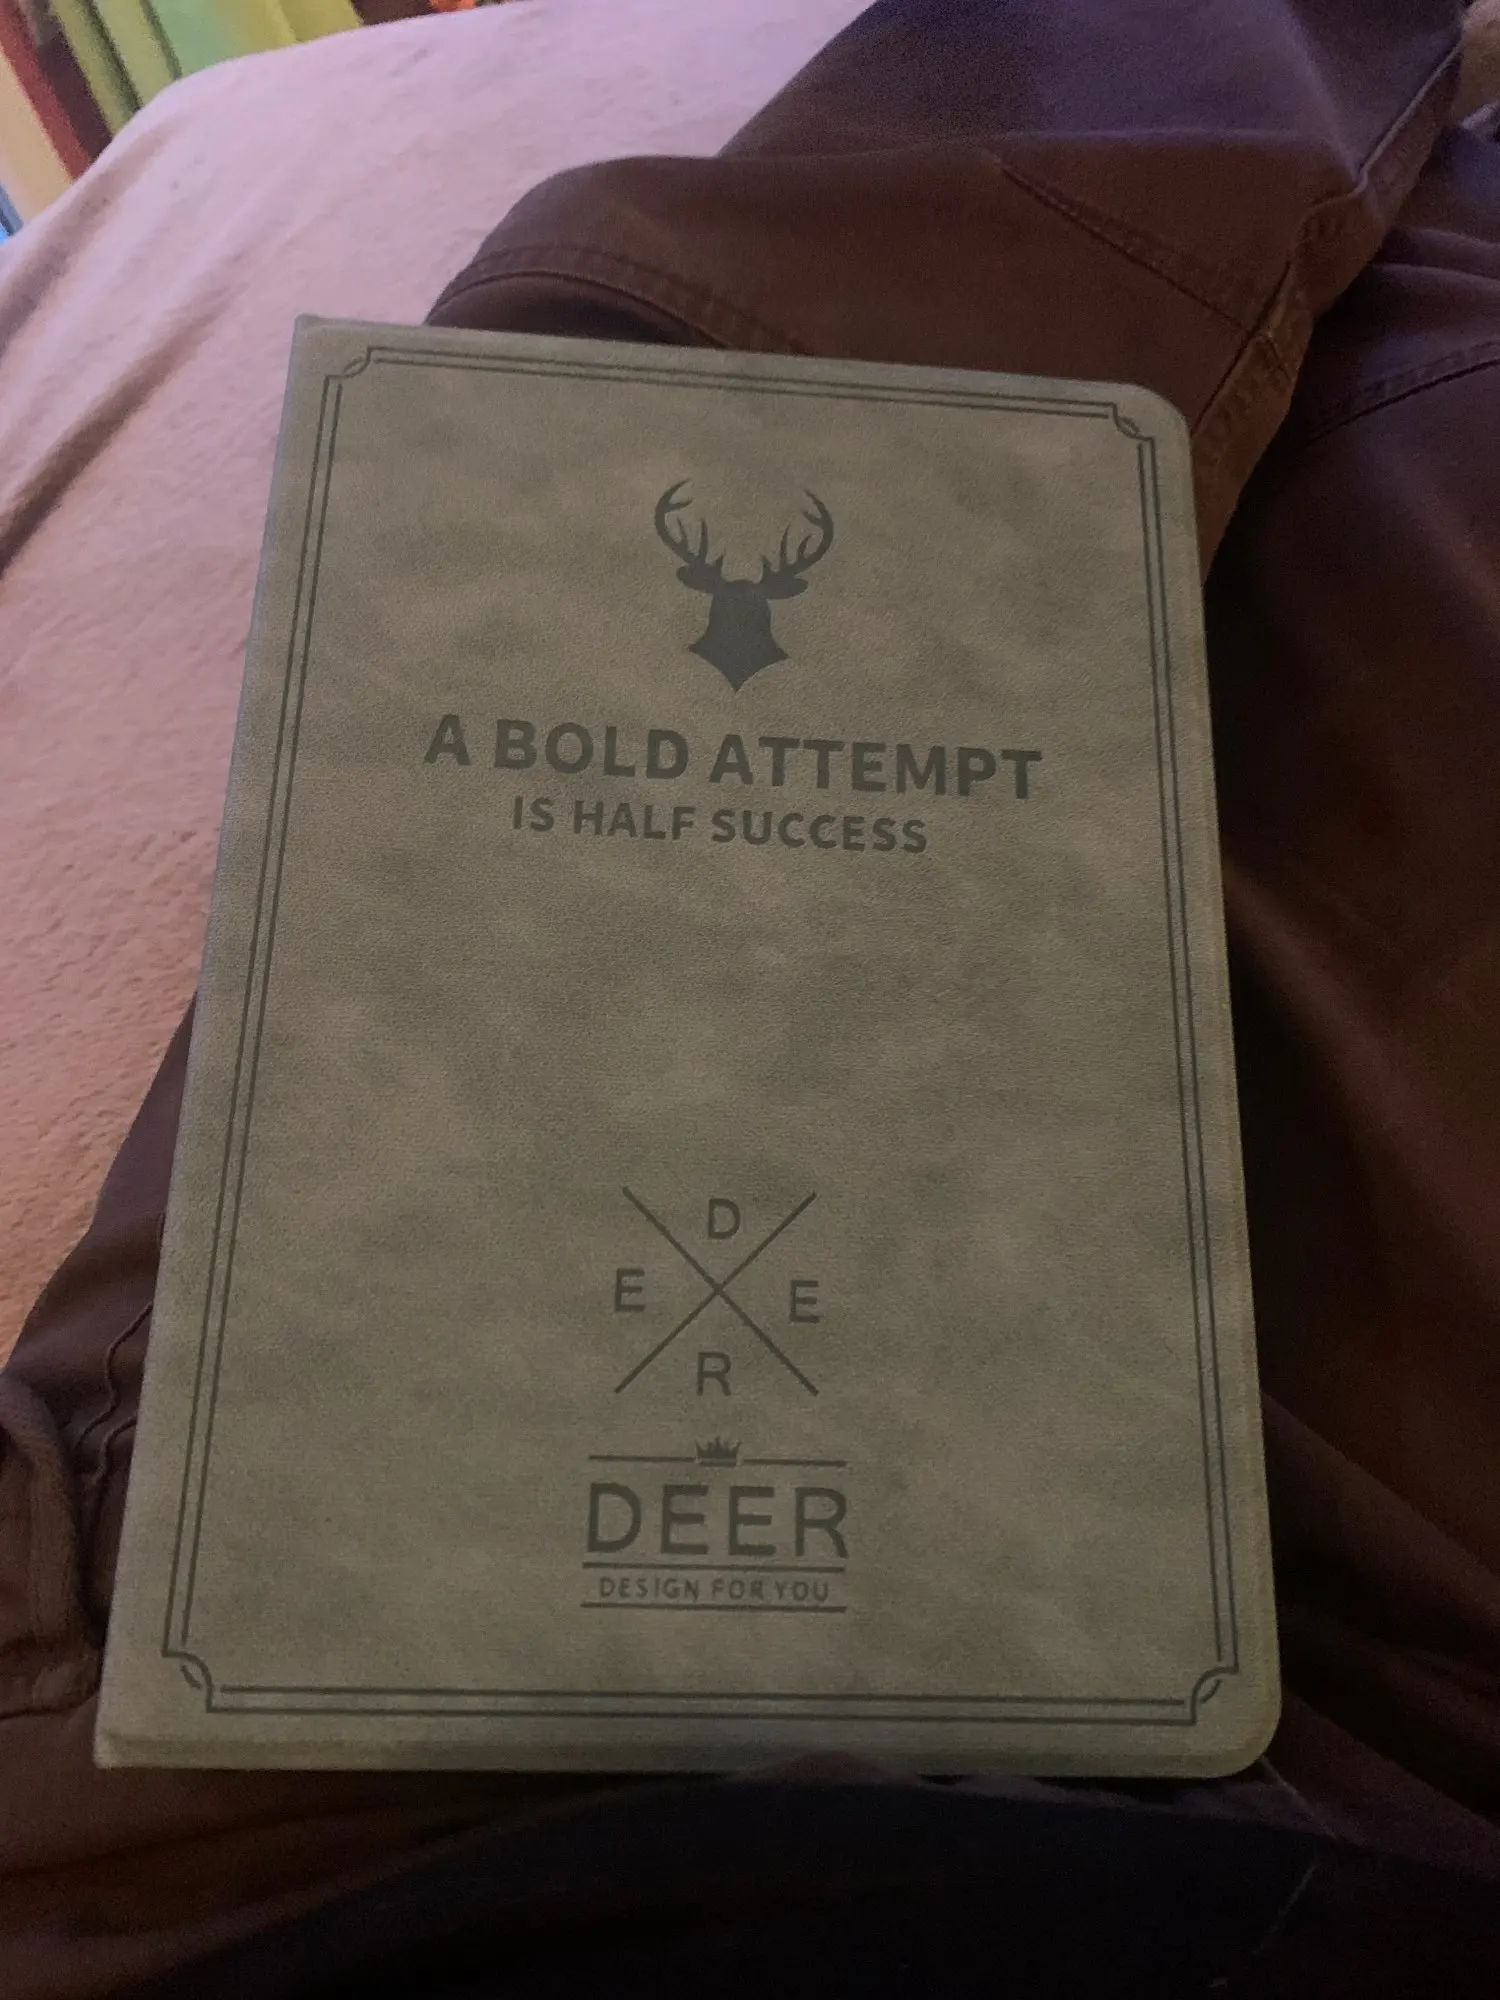 A BOLD ATTEMPT
IS HALF SUCCESS
D
E E
R
DEER
DESIGN FOR YOU